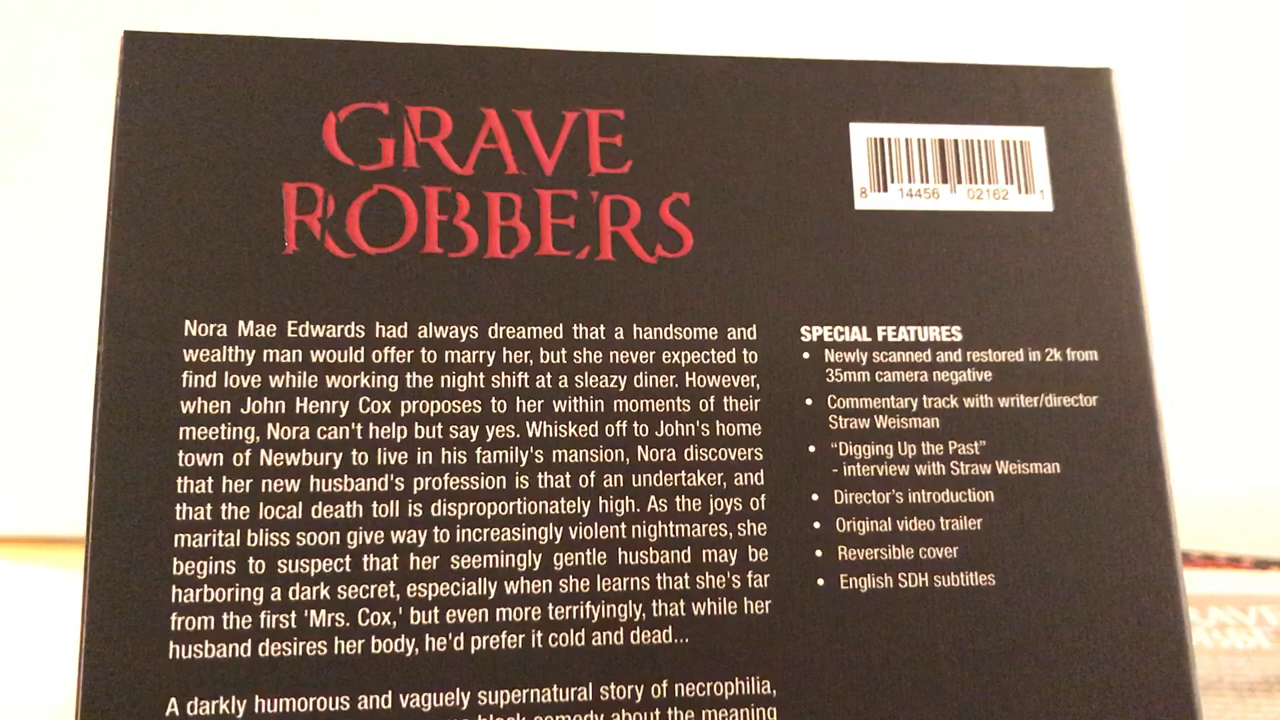 GRAVE
ROBBERS
8 14456 02162 1
Nora Mae Edwards had always dreamed that a handsome and
wealthy man would offer to marry her, but she never expected to
find love while working the night shift at a sleazy diner. However,
when John Henry Cox proposes to her within moments of their
meeting, Nora can't help but say yes. Whisked off to John's home
town of Newbury to live in his family's mansion, Nora discovers
that her new husband's profession is that of an undertaker, and
that the local death toll is disproportionately high. As the joys of
marital bliss soon give way to increasingly violent nightmares, she
begins to suspect that her seemingly gentle husband may be
harboring a dark secret, especially when she learns that she's far
from the first 'Mrs. Cox,' but even more terrifyingly, that while her
husband desires her body, he'd prefer it cold and dead...
A darkly humorous and vaguely supernatural story of necrophilia,
black comedy about the meaning
SPECIAL FEATURES
• Newly scanned and restored in 2k from
35mm camera negative
• Commentary track with writer/director
Straw Weisman
• “Digging Up the Past”
- interview with Straw Weisman
• Director's introduction
• Original video trailer
• Reversible cover
• English SDH subtitles